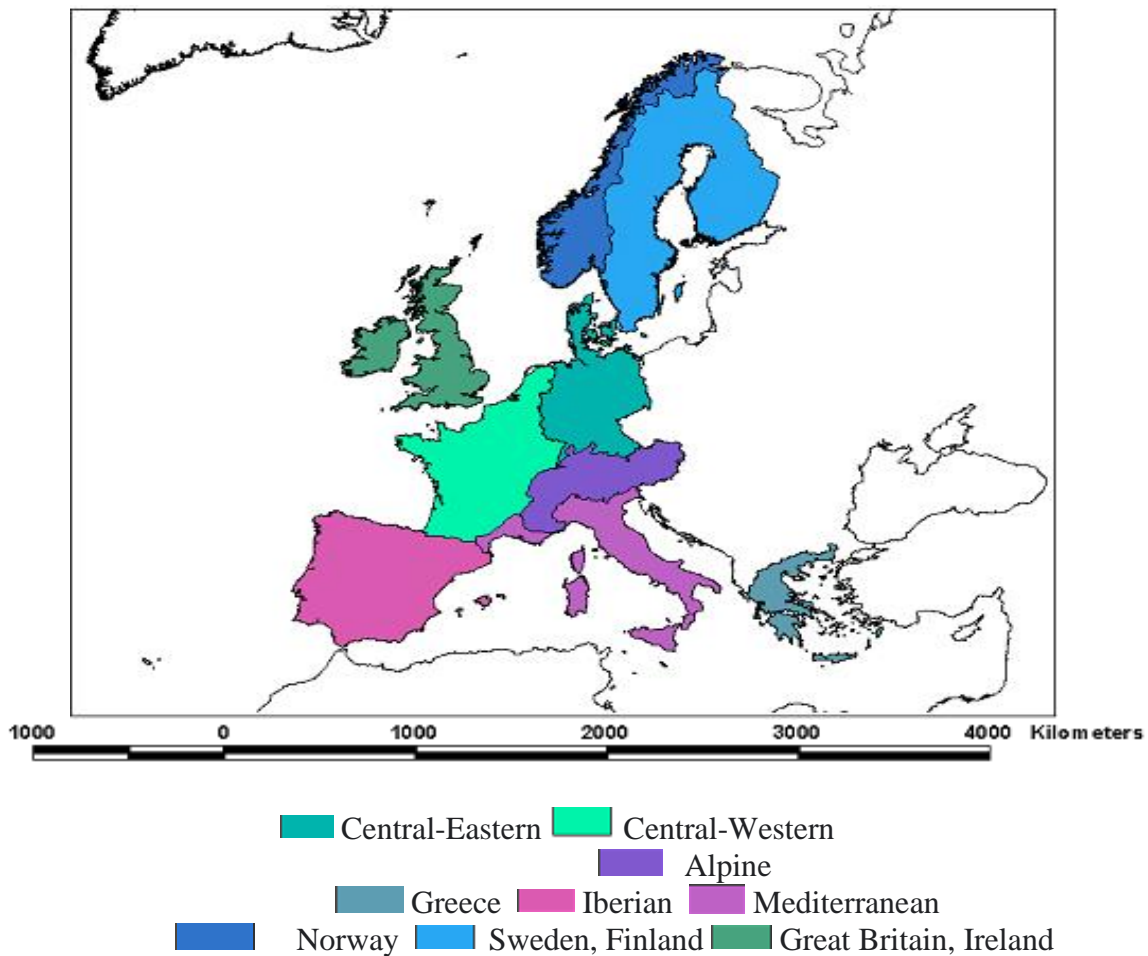 1000 0 1000 2000 3000 4000 Kilometers
Central-Eastern Central-Western
Alpine
Greece Iberian Mediterranean
Norway Sweden, Finland Great Britain, Ireland